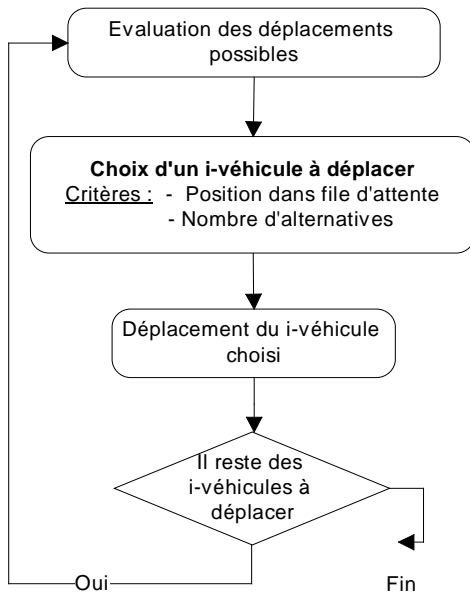 Evaluation des déplacements
possibles
Choix d'un i-véhicule à déplacer
Critères : - Position dans file d'attente
- Nombre d'alternatives
Déplacement du i-véhicule
choisi
Il reste des
i-véhicules à
déplacer
Oui
Fin